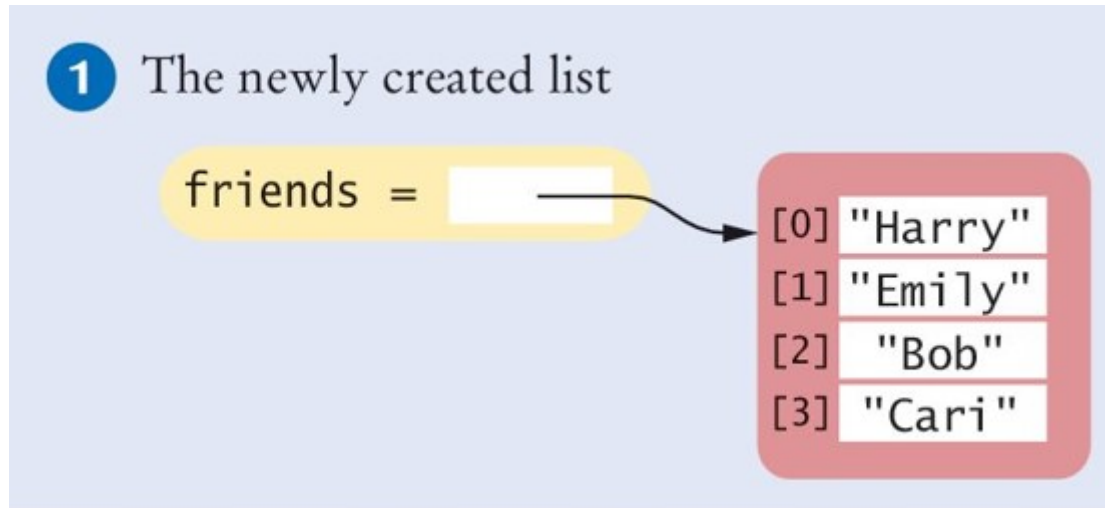 1 The newly created list
friends =
[0] "Harry"
[1] "Emily"
[2] "Bob"
[3] "Cari"